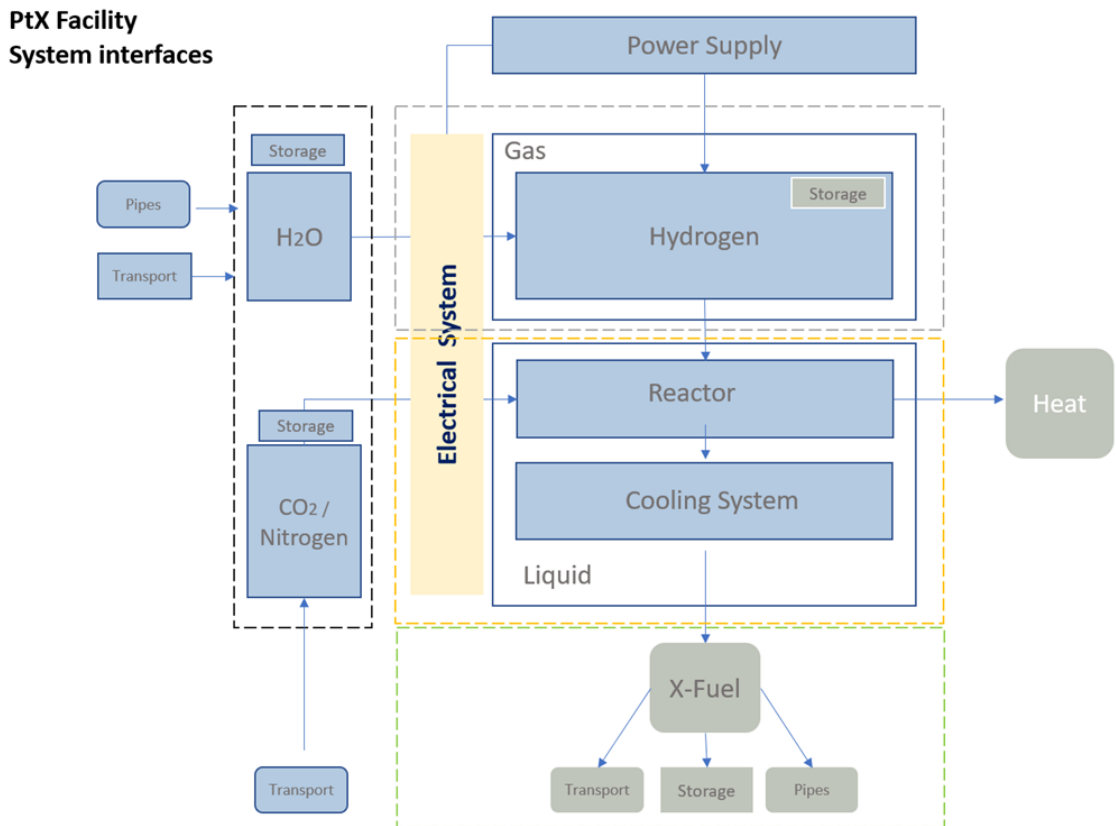 PtX Facility
System interfaces
Power Supply
Storage
Gas
Storage
Pipes
H2O
Hydrogen
Transport
Electrical System
Reactor
Heat
Storage
CO2 /
Nitrogen
Cooling System
Liquid
X-Fuel
Transport
Transport
Storage
Pipes